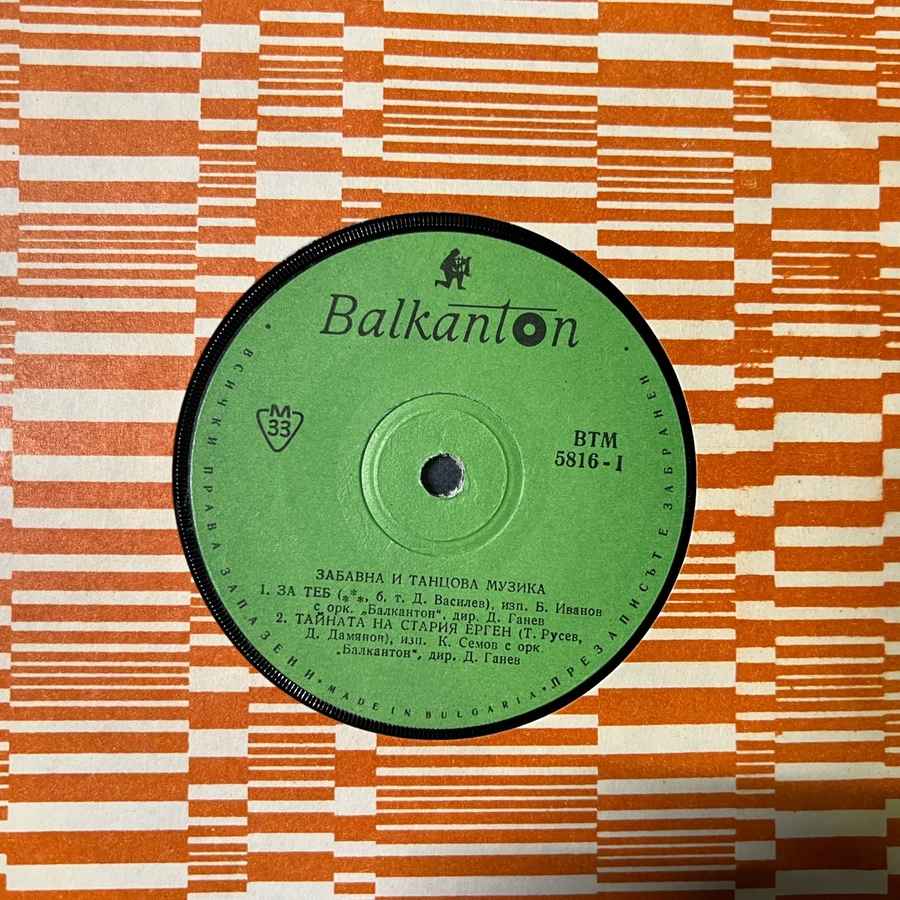 Balkanton
М
33
ВТМ
5816-I
ЗАБАВНА И ТАНЦОВА МУЗИКА
1. ЗА ТЕБ (***, б. т. Д. Василев), изп. Б. Иванов
с орк. „Балкантон“, дир. Д. Ганев
2. ТАЙНАТА НА СТАРИЯ ЕРГЕН (Т. Русев,
Д. Дамянов), изп. К. Семов с орк.
„Балкантон“, дир. Д. Ганев
• ВСИЧКИ ПРАВА ЗАПАЗЕНИ • MADE IN BULGARIA • ПРЕЗАПИСЪТ Е ЗАБРАНЕН •